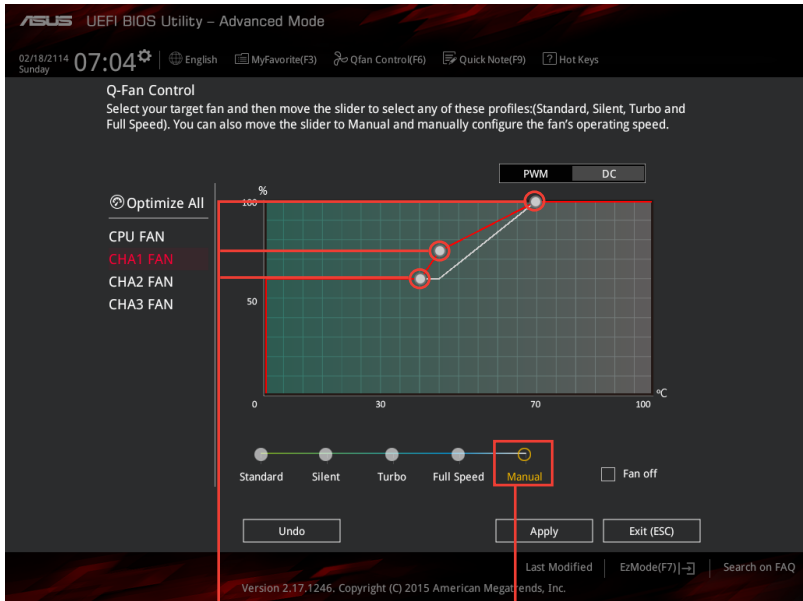 ASUS UEFI BIOS Utility – Advanced Mode
02/18/2114
Sunday
07:04
English
MyFavorite(F3)
Qfan Control(F6)
Quick Note(F9)
? Hot Keys
Q-Fan Control
Select your target fan and then move the slider to select any of these profiles:(Standard, Silent, Turbo and
Full Speed). You can also move the slider to Manual and manually configure the fan's operating speed.
PWM DC
Optimize All
CPU FAN
CHA1 FAN
CHA2 FAN
CHA3 FAN
%
100
50
0 30 70 100
°C
Standard Silent Turbo Full Speed Manual
Fan off
Undo Apply Exit (ESC)
Last Modified EzMode(F7) Search on FAQ
Version 2.17.1246. Copyright (C) 2015 American Megatrends, Inc.